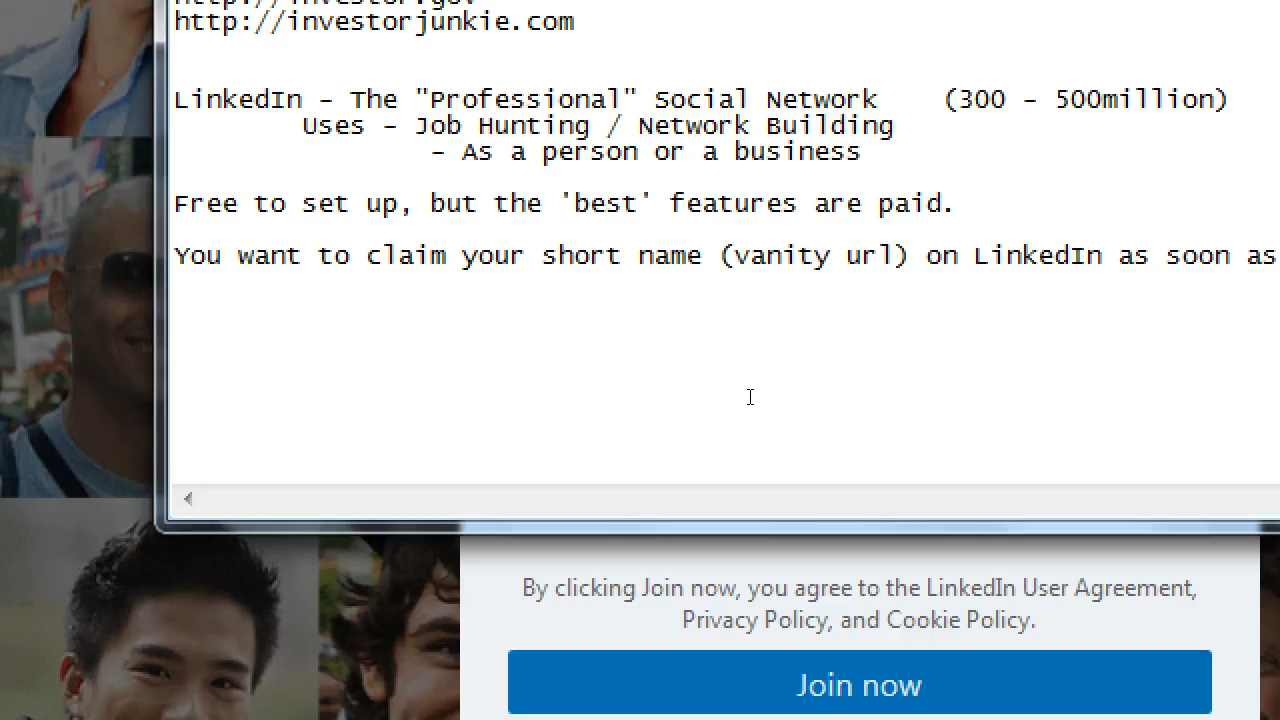 http://investor.gov
http://investorjunkie.com
LinkedIn - The "Professional" Social Network (300 - 500million)
Uses - Job Hunting / Network Building
- As a person or a business
Free to set up, but the 'best' features are paid.
You want to claim your short name (vanity url) on LinkedIn as soon as
By clicking Join now, you agree to the LinkedIn User Agreement,
Privacy Policy, and Cookie Policy.
Join now